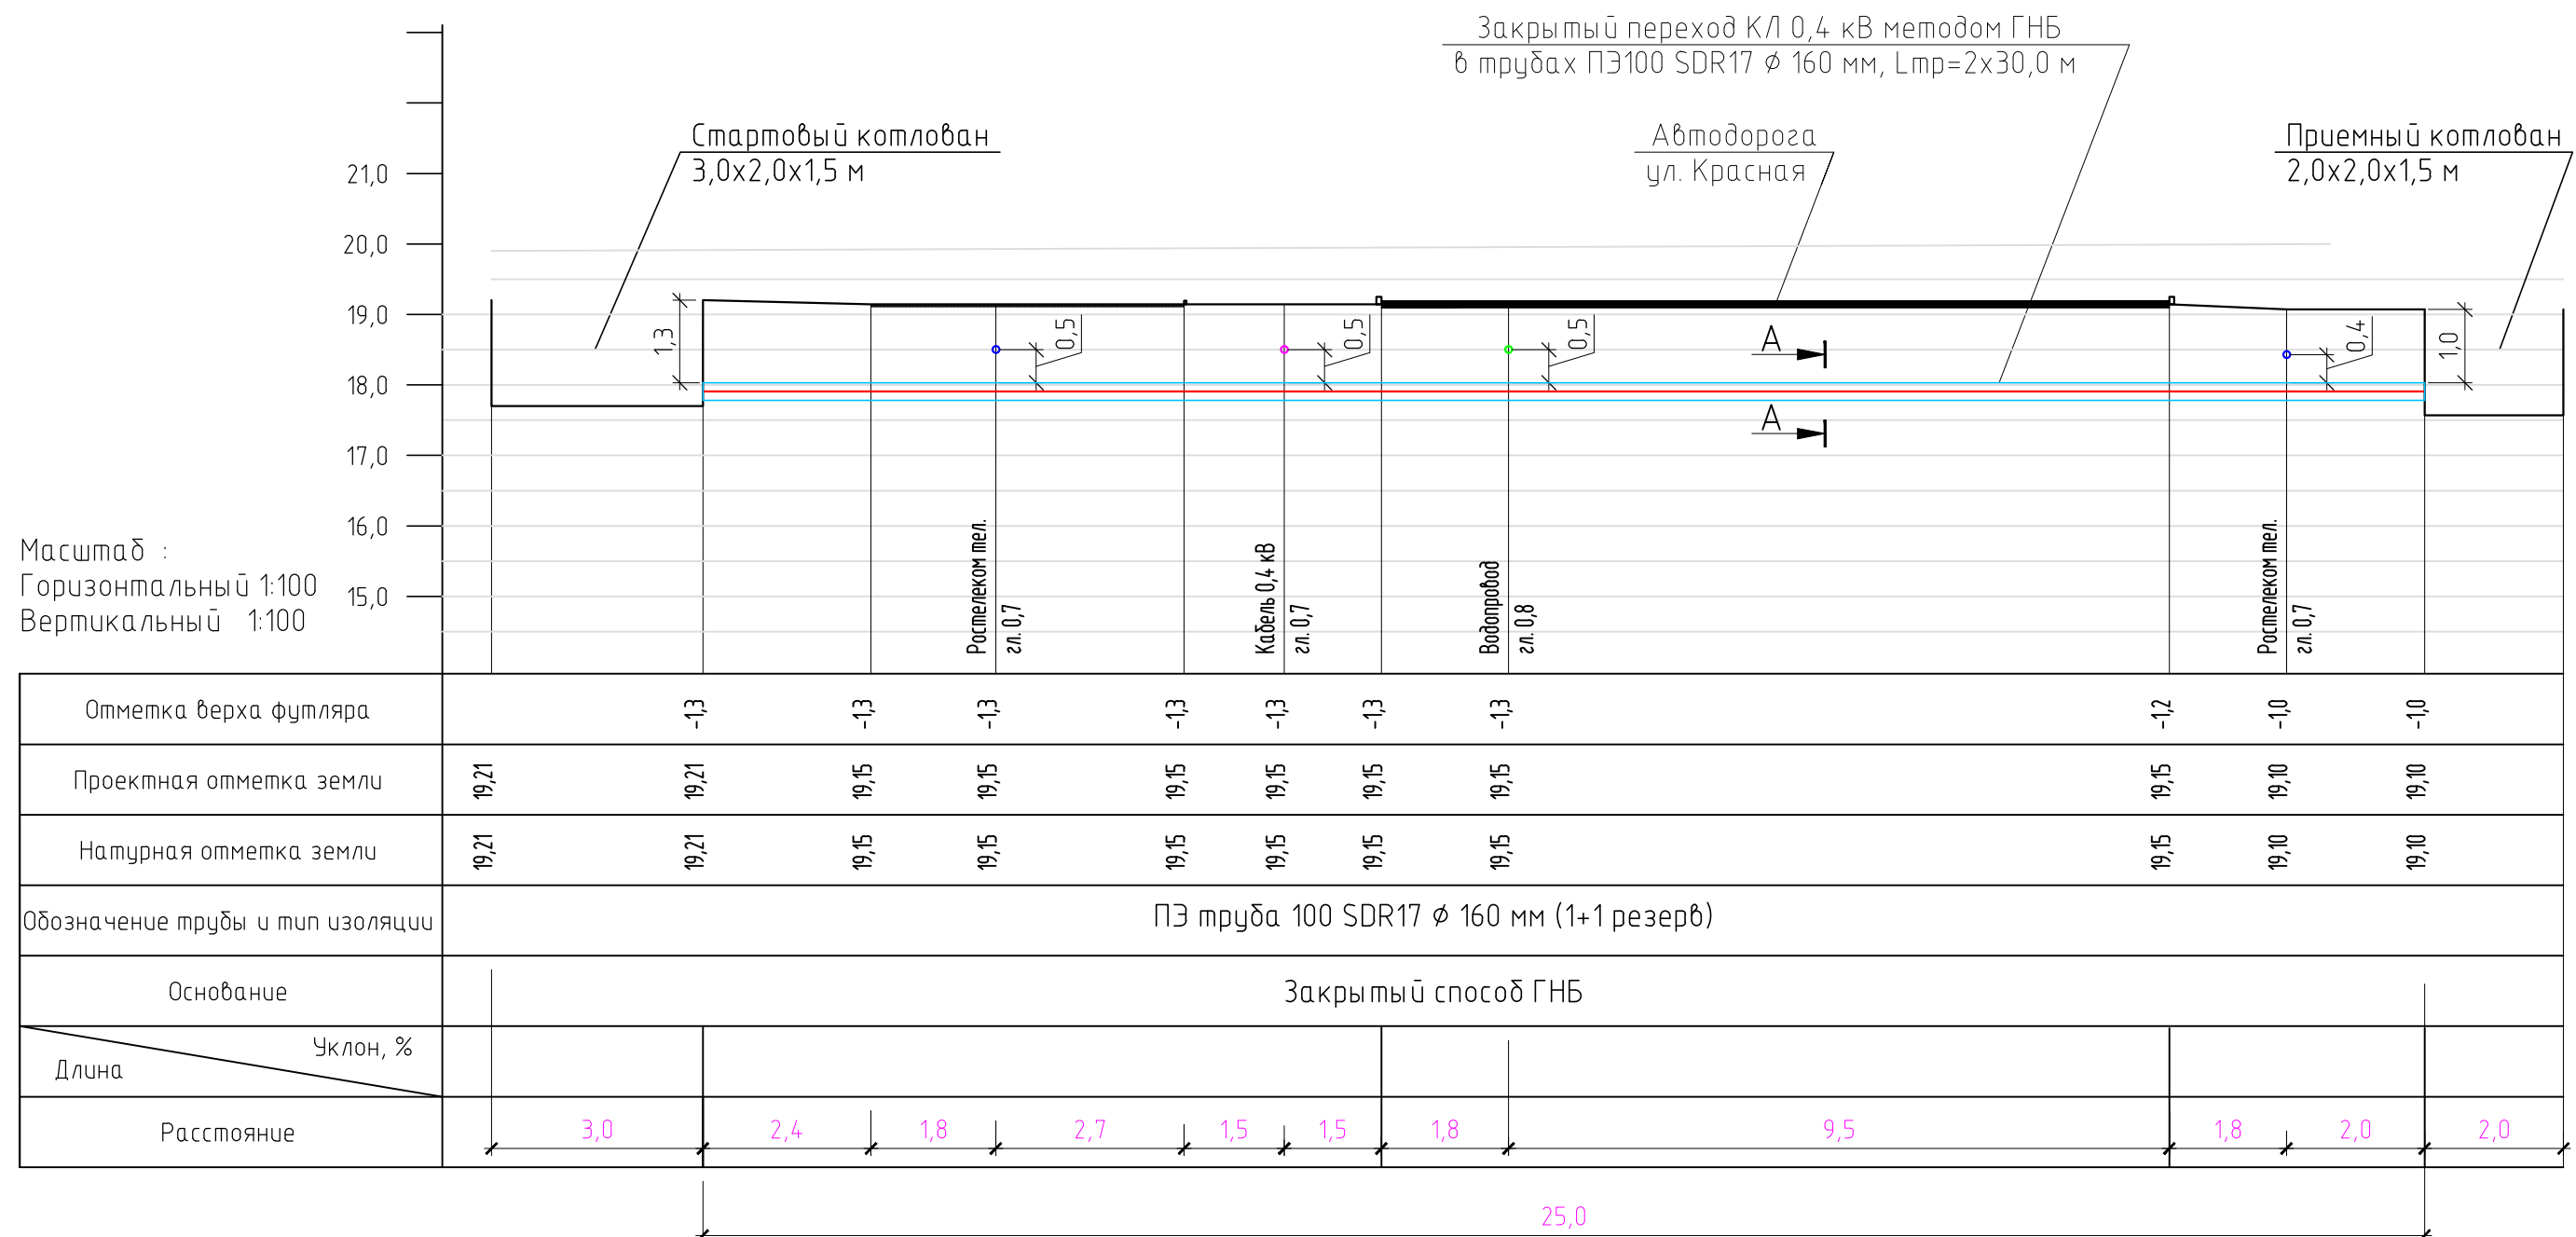 Закрытый переход КЛ 0,4 кВ методом ГНБ
в трубах ПЭ100 SDR17 Ø 160 мм, Lтр=2х30,0 м
Стартовый котлован
3,0х2,0х1,5 м
Автодорога
ул. Красная
Приемный котлован
2,0х2,0х1,5 м
21,0
20,0
19,0
18,0
17,0
16,0
15,0
1,3
0,5
0,5
0,5
А
А
0,4
1,0
Масштаб :
Горизонтальный 1:100
Вертикальный 1:100
Ростелеком тел.
гл. 0,7
Кабель 0,4 кВ
гл. 0,7
Водопровод
гл. 0,8
Ростелеком тел.
гл. 0,7
Отметка верха футляра
-1,3 -1,3 -1,3 -1,3 -1,3 -1,3 -1,3 -1,2 -1,0 -1,0
Проектная отметка земли
19,21 19,21 19,15 19,15 19,15 19,15 19,15 19,15 19,15 19,10 19,10
Натурная отметка земли
19,21 19,21 19,15 19,15 19,15 19,15 19,15 19,15 19,15 19,10 19,10
Обозначение трубы и тип изоляции
ПЭ труба 100 SDR17 Ø 160 мм (1+1 резерв)
Основание
Закрытый способ ГНБ
Уклон, %
Длина
Расстояние
3,0 2,4 1,8 2,7 1,5 1,5 1,8 9,5 1,8 2,0 2,0
25,0